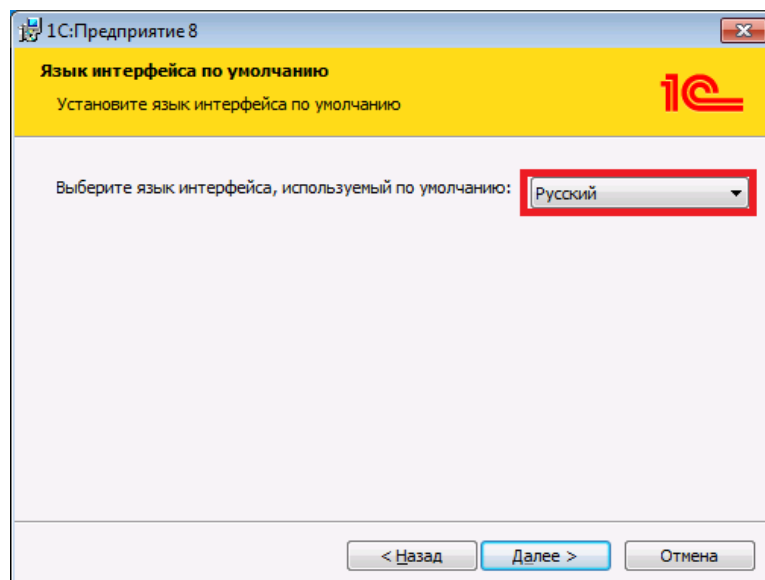 1С:Предприятие 8
Язык интерфейса по умолчанию
Установите язык интерфейса по умолчанию
1С
Выберите язык интерфейса, используемый по умолчанию: Русский
< Назад Далее > Отмена